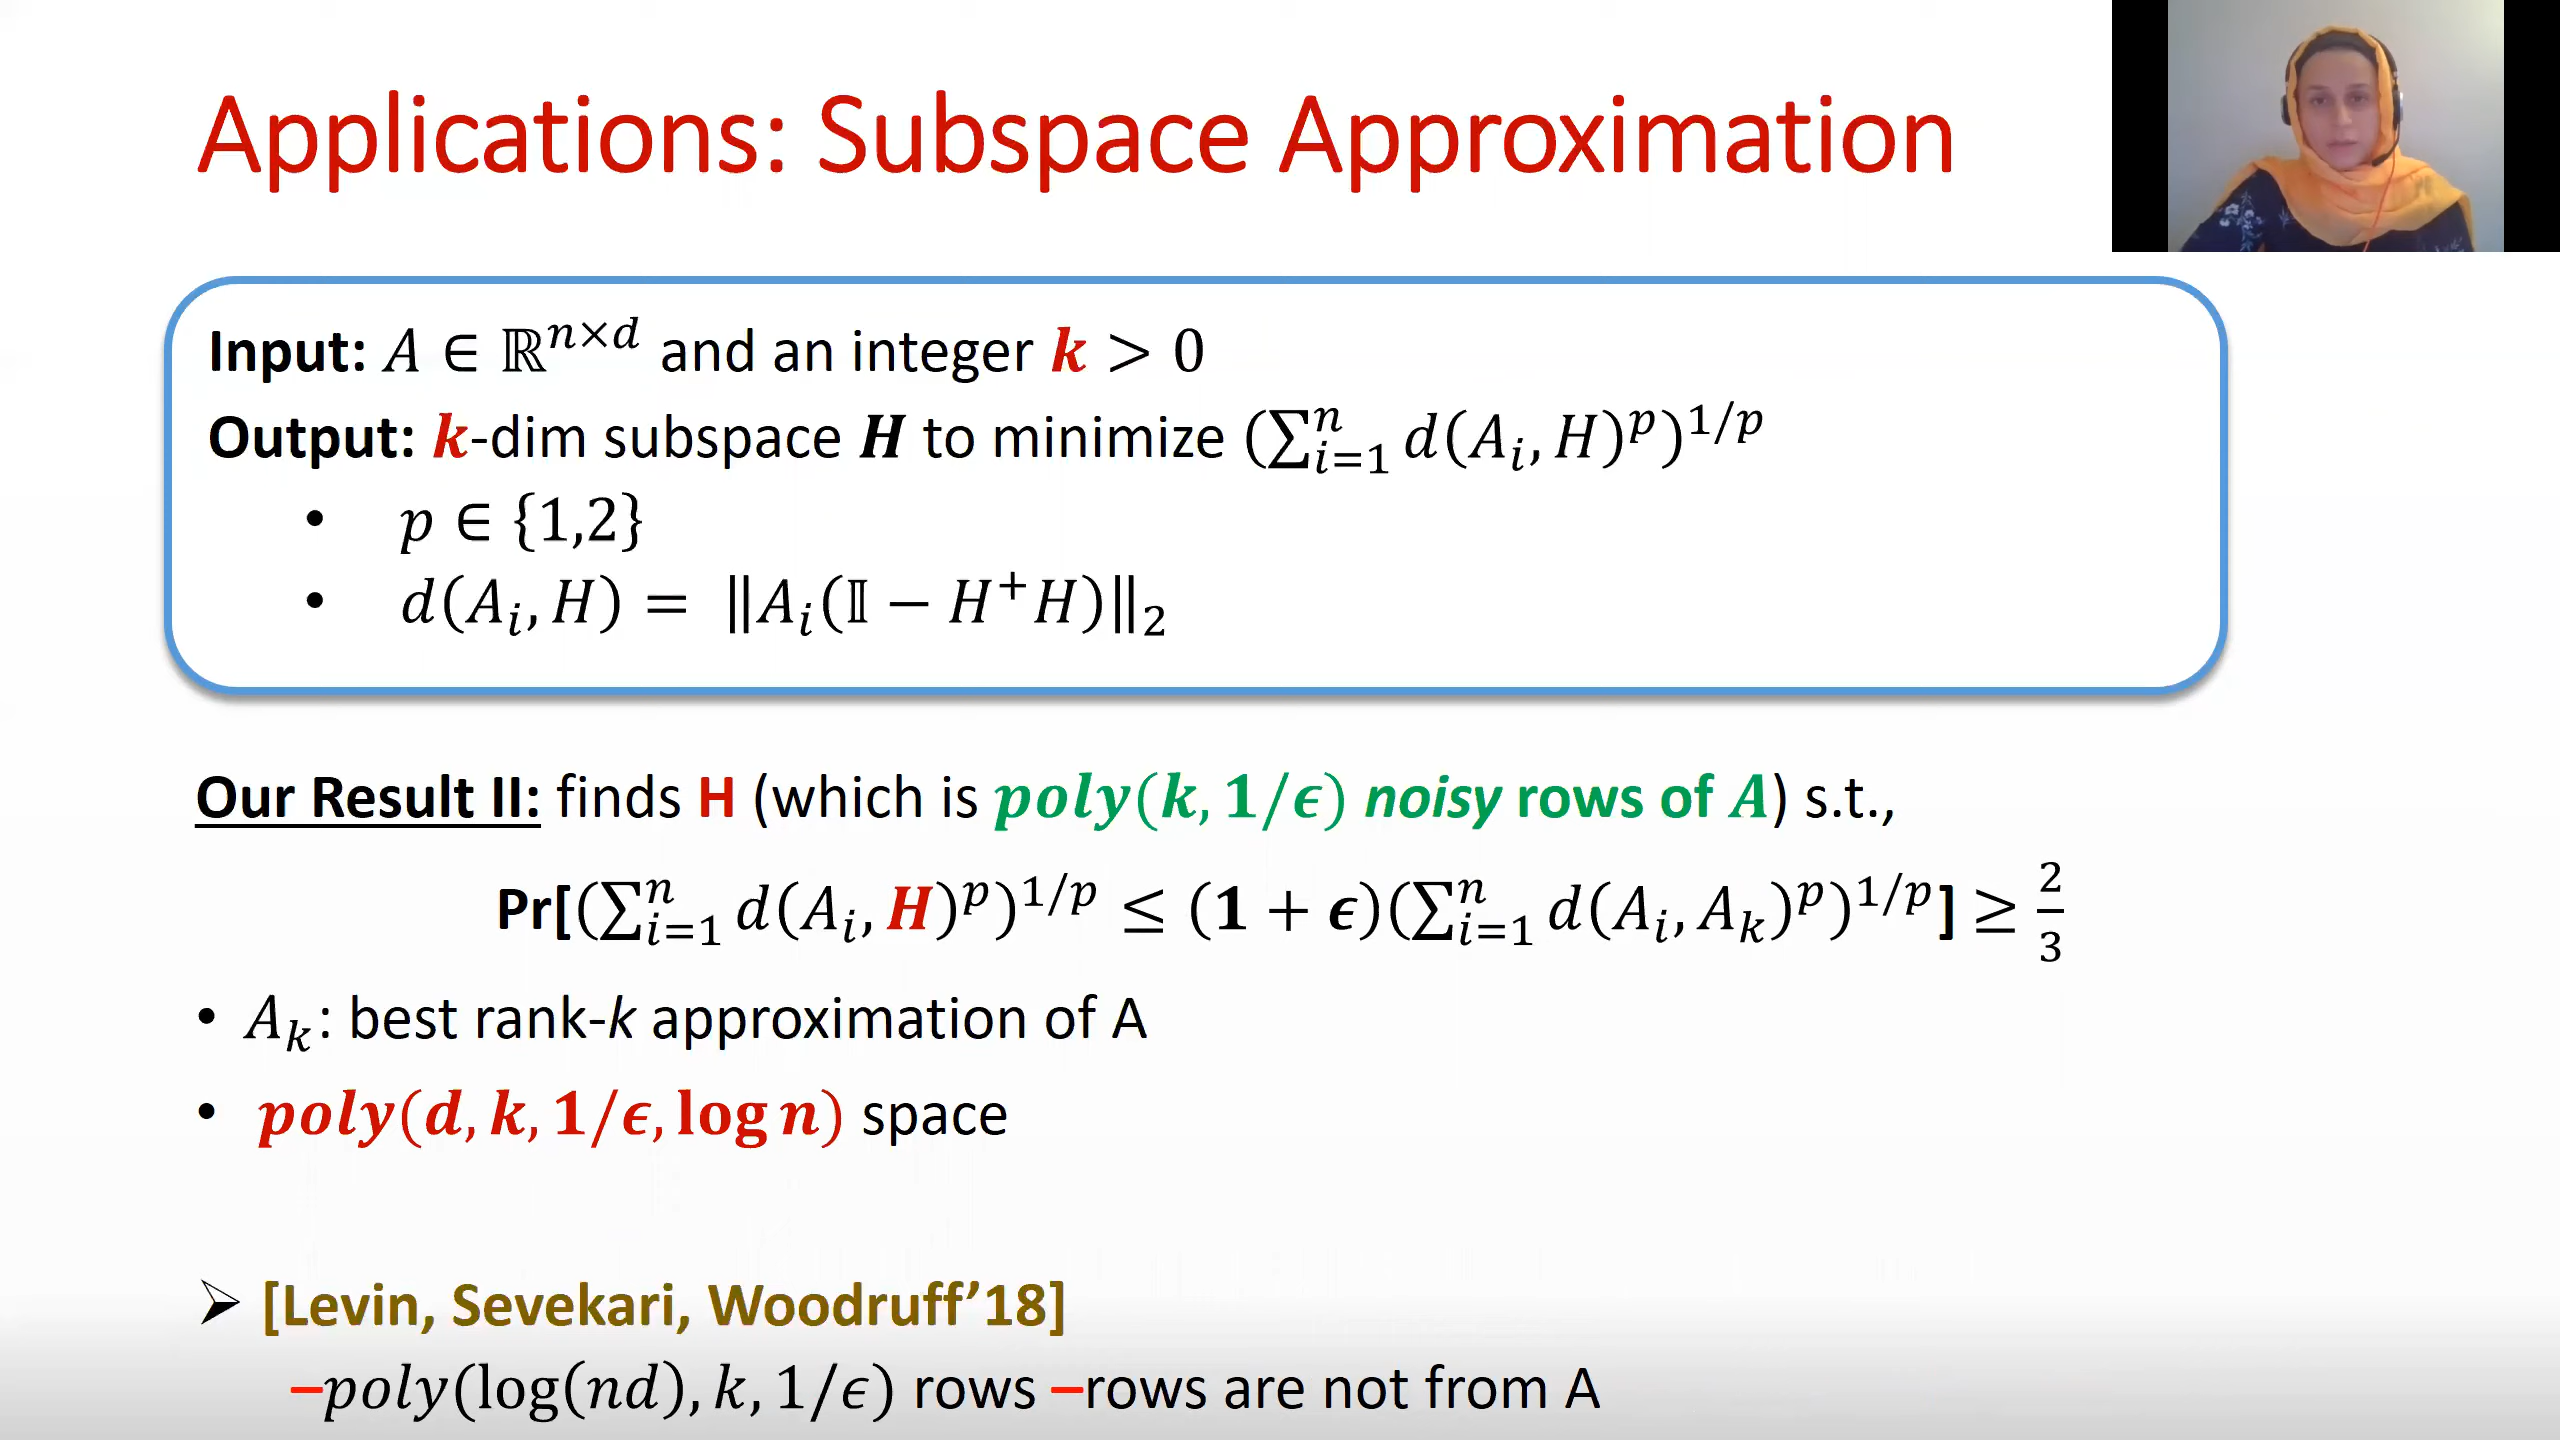 Applications: Subspace Approximation
Input: A ∈ ℝ^{n×d} and an integer k > 0
Output: k-dim subspace H to minimize (∑_{i=1}^{n} d(A_i, H)^p)^{1/p}
• p ∈ {1,2}
• d(A_i, H) = ‖A_i(𝕀 − H⁺H)‖₂
Our Result II: finds H (which is poly(k, 1/ϵ) noisy rows of A) s.t.,
Pr[(∑_{i=1}^{n} d(A_i, H)^p)^{1/p} ≤ (1 + ϵ)(∑_{i=1}^{n} d(A_i, A_k)^p)^{1/p}] ≥ 2/3
• A_k: best rank-k approximation of A
• poly(d, k, 1/ϵ, log n) space
➢ [Levin, Sevekari, Woodruff’18]
–poly(log(nd), k, 1/ϵ) rows –rows are not from A